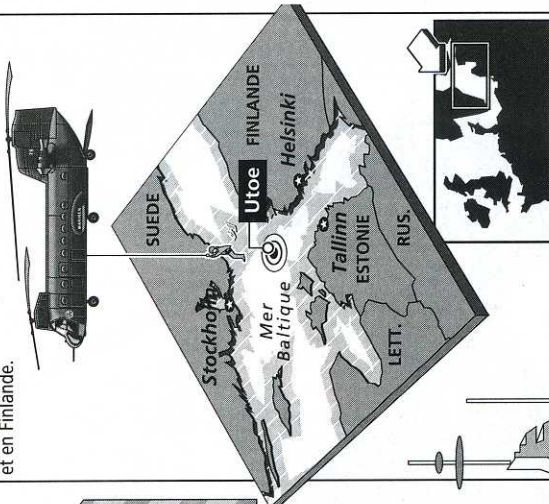 et en Finlande.
SUEDE
FINLANDE
Utoe
Helsinki
Stockholm
Mer
Baltique
Tallinn
ESTONIE
RUS.
LETT.